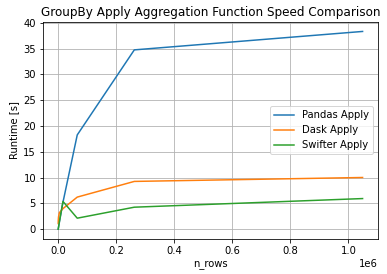 GroupBy Apply Aggregation Function Speed Comparison
Runtime [s]
40
35
30
25
20
15
10
5
0
Pandas Apply
Dask Apply
Swifter Apply
0.0 0.2 0.4 0.6 0.8 1.0
1e6
n_rows